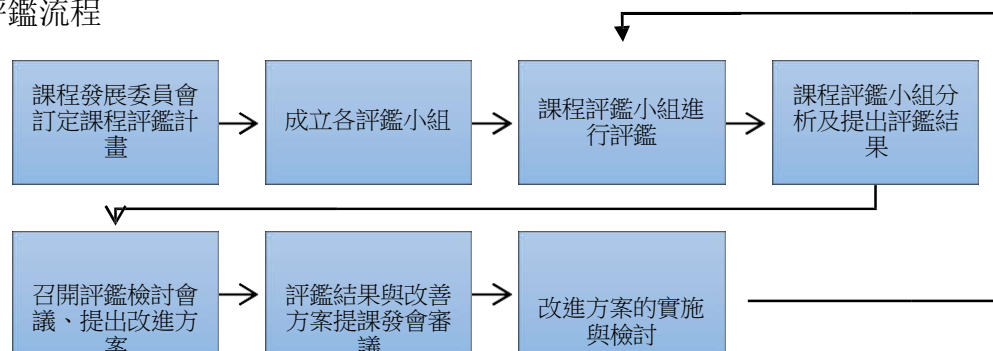 評鑑流程
課程發展委員會
訂定課程評鑑計
畫
成立各評鑑小組
課程評鑑小組進
行評鑑
課程評鑑小組分
析及提出評鑑結
果
召開評鑑檢討會
議、提出改進方
案
評鑑結果與改善
方案提課發會審
議
改進方案的實施
與檢討